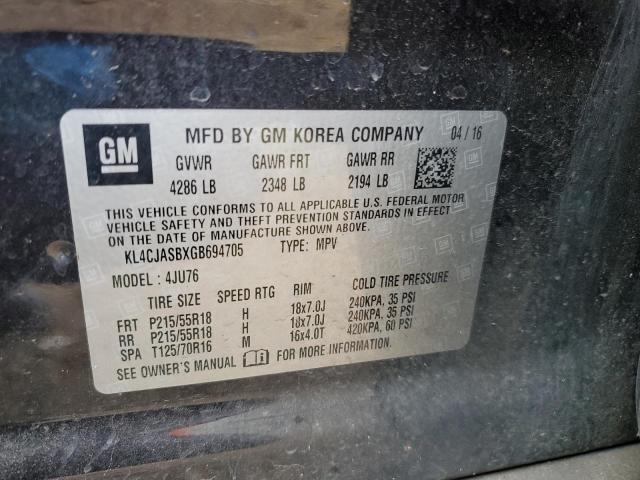 GM
MFD BY GM KOREA COMPANY 04/16
GVWR GAWR FRT GAWR RR
4286 LB 2348 LB 2194 LB
THIS VEHICLE CONFORMS TO ALL APPLICABLE U.S. FEDERAL MOTOR
VEHICLE SAFETY AND THEFT PREVENTION STANDARDS IN EFFECT
ON THE DATE OF MANUFACTURE SHOWN ABOVE.
KL4CJASBXGB694705 TYPE: MPV
MODEL: 4JU76
TIRE SIZE SPEED RTG RIM COLD TIRE PRESSURE
FRT P215/55R18 H 18x7.0J 240KPA, 35 PSI
RR P215/55R18 H 18x7.0J 240KPA, 35 PSI
SPA T125/70R16 M 16x4.0T 420KPA, 60 PSI
SEE OWNER'S MANUAL FOR MORE INFORMATION.